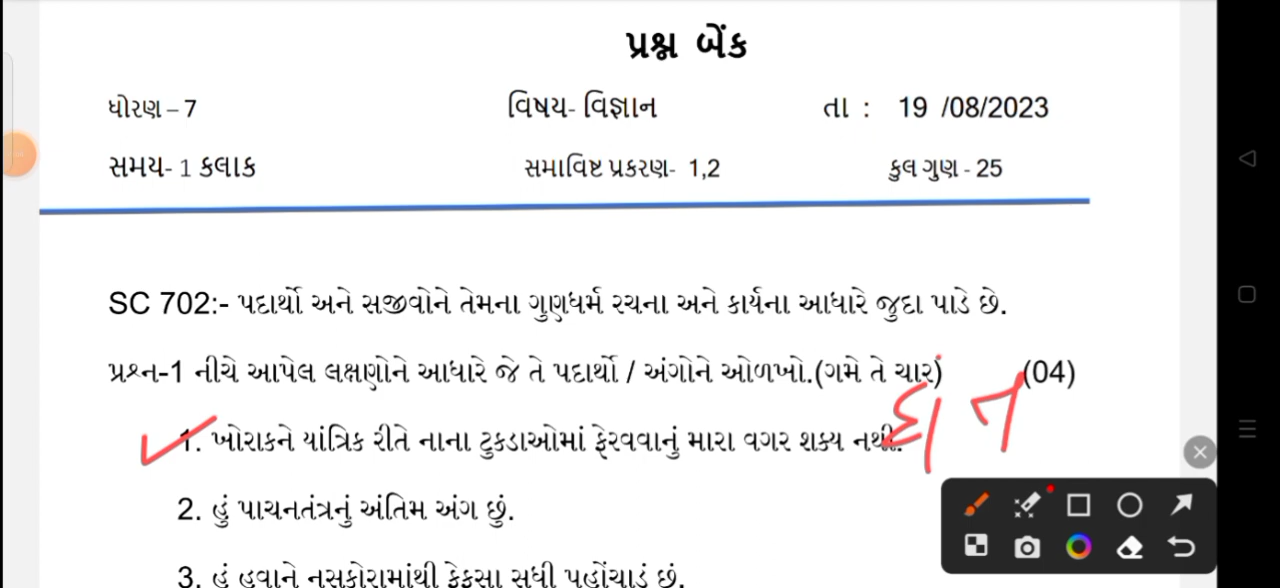 પ્રશ્ન બેંક
ધોરણ – 7 વિષય- વિજ્ઞાન તા : 19 /08/2023
સમય- 1 કલાક સમાવિષ્ટ પ્રકરણ- 1,2 કુલ ગુણ - 25
SC 702:- પદાર્થો અને સજીવોને તેમના ગુણધર્મ રચના અને કાર્યના આધારે જુદા પાડે છે.
પ્રશ્ન-1 નીચે આપેલ લક્ષણોને આધારે જે તે પદાર્થો / અંગોને ઓળખો.(ગમે તે ચાર) (04)
1. ખોરાકને યાંત્રિક રીતે નાના ટુકડાઓમાં ફેરવવાનું મારા વગર શક્ય નથી.
2. હું પાચનતંત્રનું અંતિમ અંગ છું.
3. હું હવાને નસકોરામાંથી ફેફસા સુધી પહોંચાડું છું.